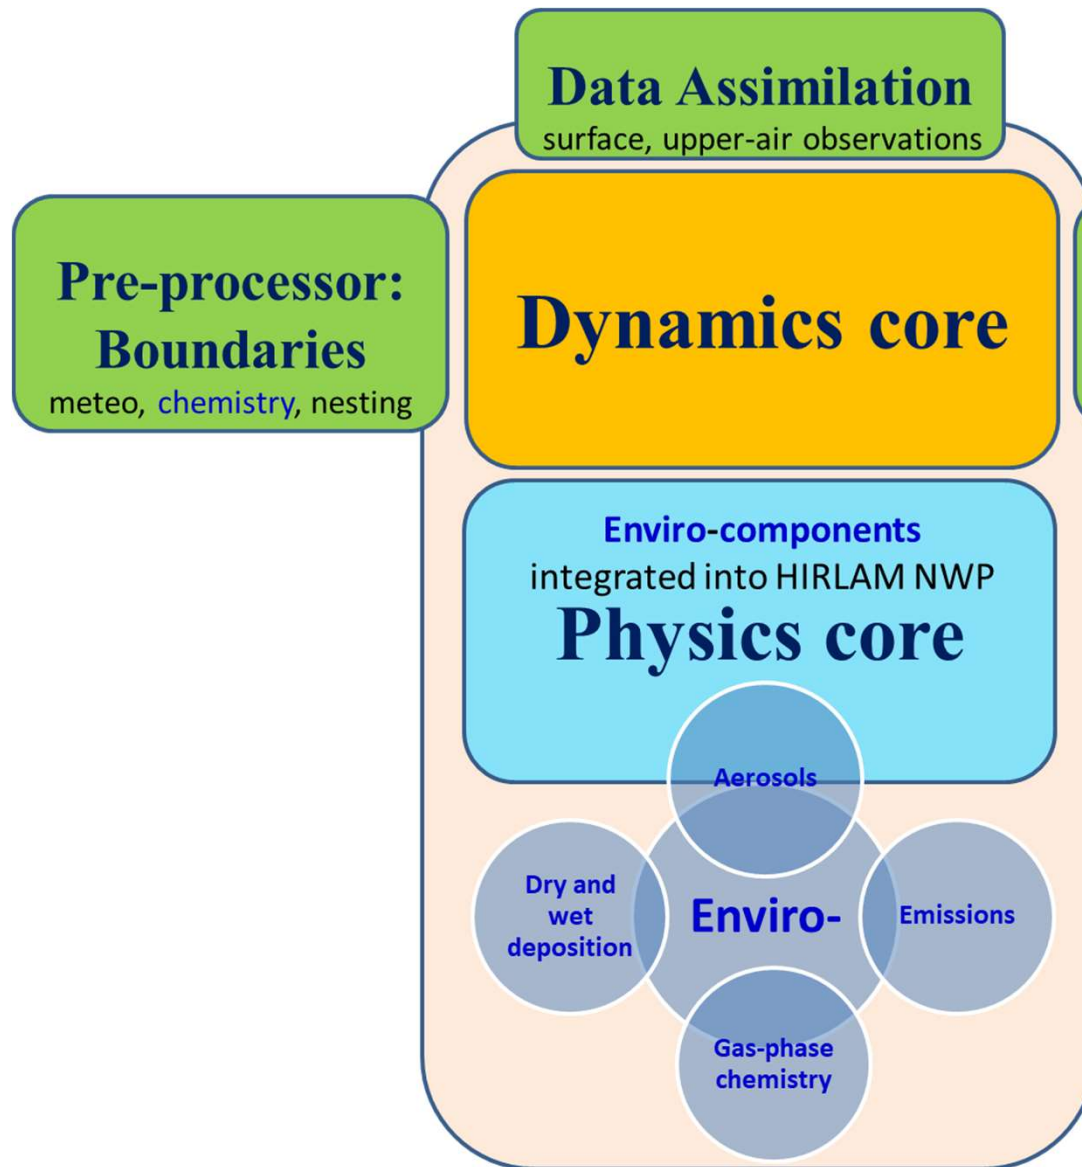 Data Assimilation
surface, upper-air observations
Pre-processor:
Boundaries
meteo, chemistry, nesting
Dynamics core
Enviro-components
integrated into HIRLAM NWP
Physics core
Aerosols
Dry and
wet
deposition
Enviro-
Emissions
Gas-phase
chemistry